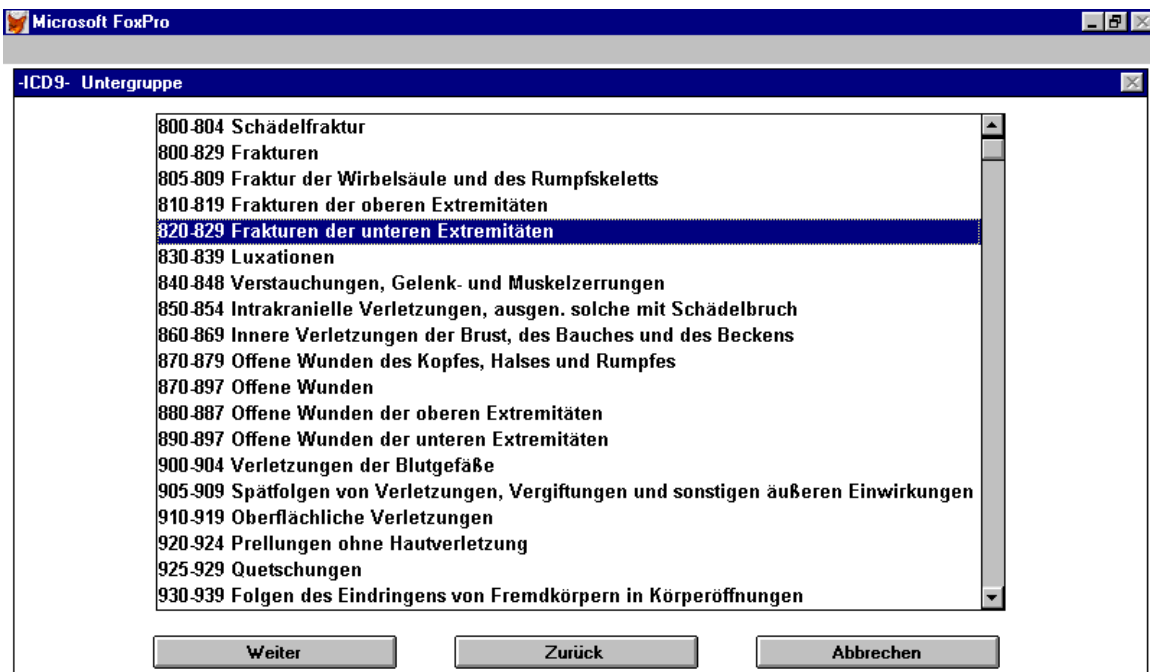 Microsoft FoxPro
-ICD9- Untergruppe
800-804 Schädelfraktur
800-829 Frakturen
805-809 Fraktur der Wirbelsäule und des Rumpfskeletts
810-819 Frakturen der oberen Extremitäten
820-829 Frakturen der unteren Extremitäten
830-839 Luxationen
840-848 Verstauchungen, Gelenk- und Muskelzerrungen
850-854 Intrakranielle Verletzungen, ausgen. solche mit Schädelbruch
860-869 Innere Verletzungen der Brust, des Bauches und des Beckens
870-879 Offene Wunden des Kopfes, Halses und Rumpfes
870-897 Offene Wunden
880-887 Offene Wunden der oberen Extremitäten
890-897 Offene Wunden der unteren Extremitäten
900-904 Verletzungen der Blutgefäße
905-909 Spätfolgen von Verletzungen, Vergiftungen und sonstigen äußeren Einwirkungen
910-919 Oberflächliche Verletzungen
920-924 Prellungen ohne Hautverletzung
925-929 Quetschungen
930-939 Folgen des Eindringens von Fremdkörpern in Körperöffnungen
Weiter Zurück Abbrechen